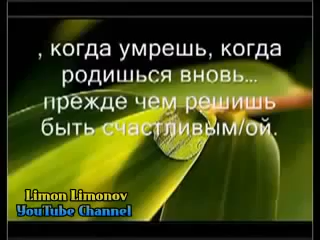 , когда умрешь, когда
родишься вновь...
прежде чем решишь
быть счастливым/ой.
Limon Limonov
YouTube Channel